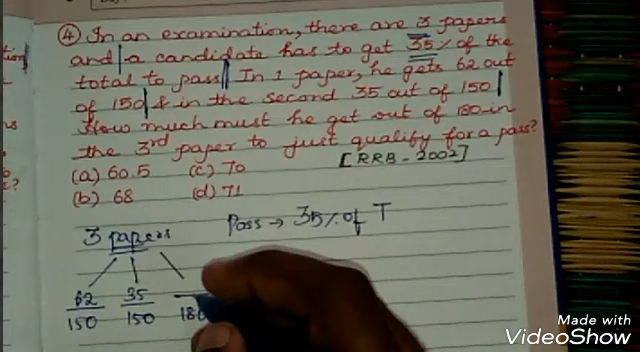 ④ In an examination, there are 3 papers
and a candidate has to get 35% of the
total to pass In 1 paper, he gets 62 out
of 150 & in the second 35 out of 150
How much must he get out of 180 in
the 3rd paper to just qualify for a pass?
[RRB - 2002]
(a) 60.5 (c) 70
(b) 68 (d) 71
3 papers Pass → 35% of T
62 35
150 150 180
Made with
VideoShow